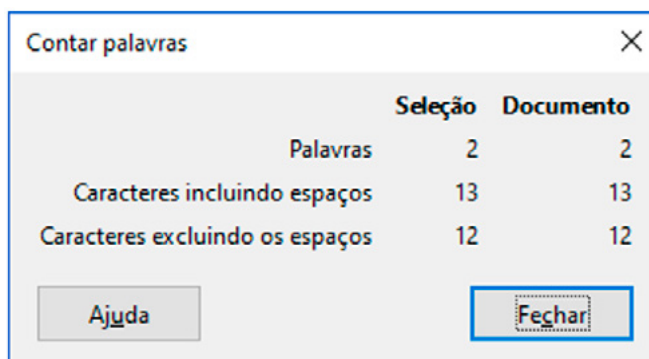 Contar palavras
Seleção Documento
Palavras 2 2
Caracteres incluindo espaços 13 13
Caracteres excluindo os espaços 12 12
Ajuda Fechar